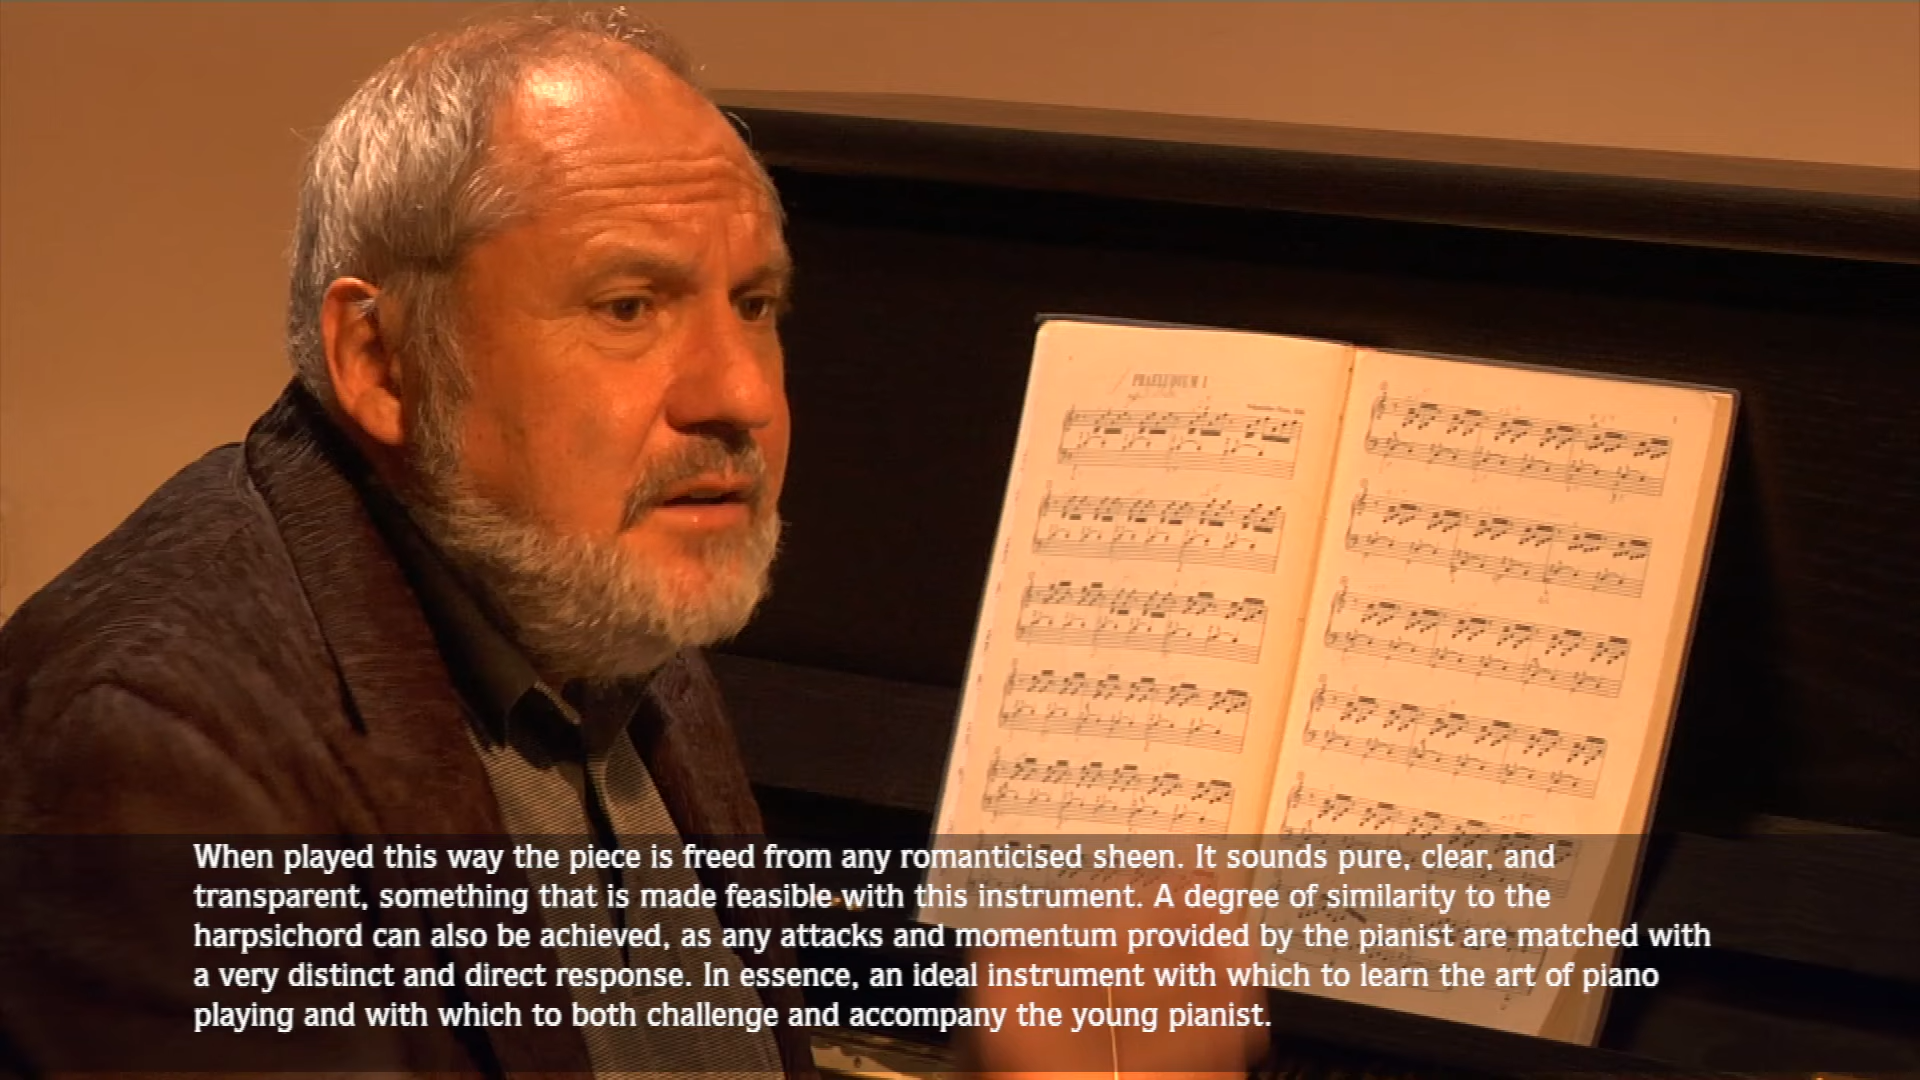 PRAELUDIUM I
When played this way the piece is freed from any romanticised sheen. It sounds pure, clear, and
transparent, something that is made feasible with this instrument. A degree of similarity to the
harpsichord can also be achieved, as any attacks and momentum provided by the pianist are matched with
a very distinct and direct response. In essence, an ideal instrument with which to learn the art of piano
playing and with which to both challenge and accompany the young pianist.